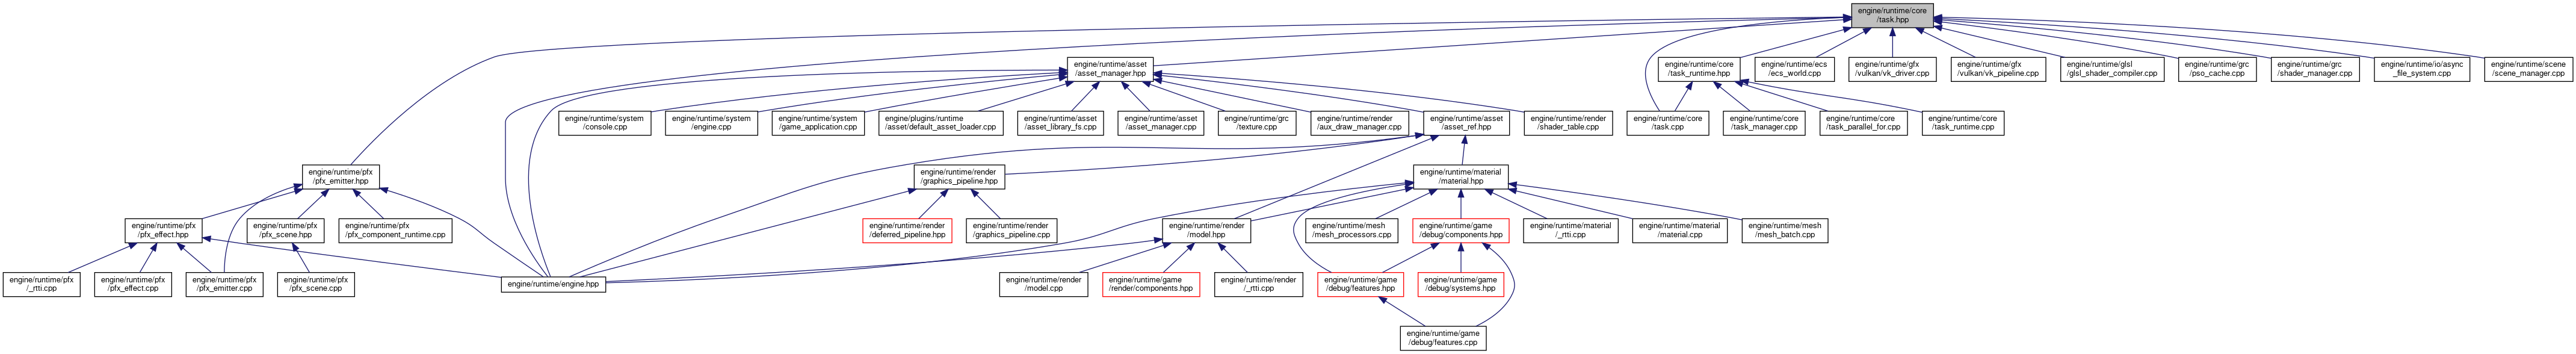 engine/runtime/core
/task.hpp
engine/runtime/asset
/asset_manager.hpp
engine/runtime/core
/task_runtime.hpp
engine/runtime/ecs
/ecs_world.cpp
engine/runtime/gfx
/vulkan/vk_driver.cpp
engine/runtime/gfx
/vulkan/vk_pipeline.cpp
engine/runtime/glsl
/glsl_shader_compiler.cpp
engine/runtime/grc
/pso_cache.cpp
engine/runtime/grc
/shader_manager.cpp
engine/runtime/io/async
_file_system.cpp
engine/runtime/scene
/scene_manager.cpp
engine/runtime/system
/console.cpp
engine/runtime/system
/engine.cpp
engine/runtime/system
/game_application.cpp
engine/plugins/runtime
/asset/default_asset_loader.cpp
engine/runtime/asset
/asset_library_fs.cpp
engine/runtime/asset
/asset_manager.cpp
engine/runtime/grc
/texture.cpp
engine/runtime/render
/aux_draw_manager.cpp
engine/runtime/asset
/asset_ref.hpp
engine/runtime/render
/shader_table.cpp
engine/runtime/core
/task.cpp
engine/runtime/core
/task_manager.cpp
engine/runtime/core
/task_parallel_for.cpp
engine/runtime/core
/task_runtime.cpp
engine/runtime/pfx
/pfx_emitter.hpp
engine/runtime/render
/graphics_pipeline.hpp
engine/runtime/material
/material.hpp
engine/runtime/pfx
/pfx_effect.hpp
engine/runtime/pfx
/pfx_scene.hpp
engine/runtime/pfx
/pfx_component_runtime.cpp
engine/runtime/render
/deferred_pipeline.hpp
engine/runtime/render
/graphics_pipeline.cpp
engine/runtime/render
/model.hpp
engine/runtime/mesh
/mesh_processors.cpp
engine/runtime/game
/debug/components.hpp
engine/runtime/material
/_rtti.cpp
engine/runtime/material
/material.cpp
engine/runtime/mesh
/mesh_batch.cpp
engine/runtime/pfx
/_rtti.cpp
engine/runtime/pfx
/pfx_effect.cpp
engine/runtime/pfx
/pfx_emitter.cpp
engine/runtime/pfx
/pfx_scene.cpp
engine/runtime/engine.hpp
engine/runtime/render
/model.cpp
engine/runtime/game
/render/components.hpp
engine/runtime/render
/_rtti.cpp
engine/runtime/game
/debug/features.hpp
engine/runtime/game
/debug/systems.hpp
engine/runtime/game
/debug/features.cpp